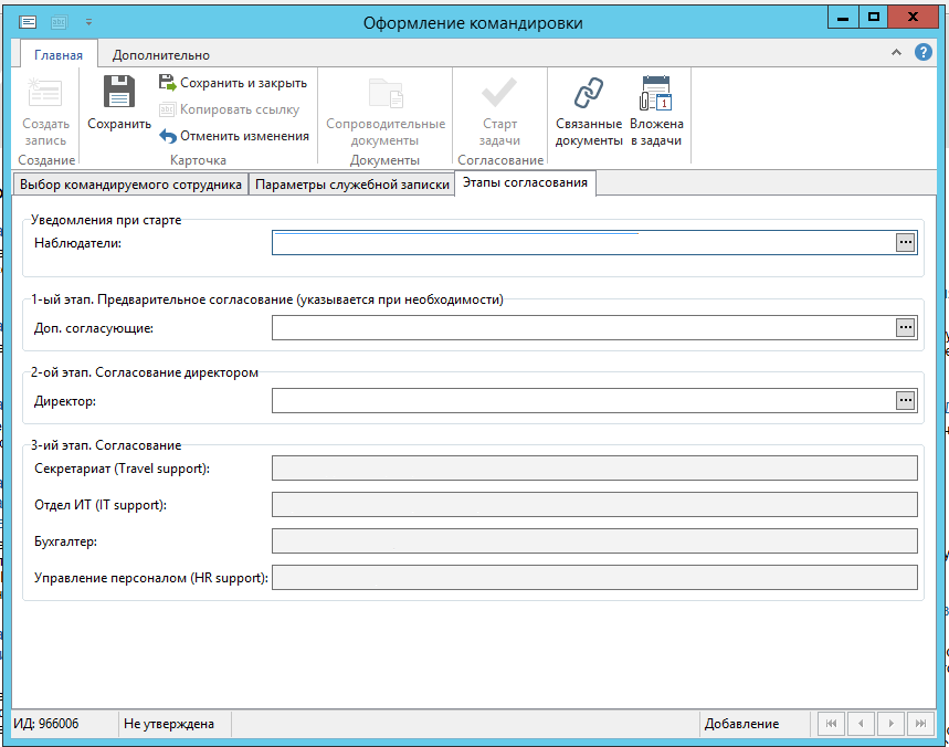 Оформление командировки
Главная Дополнительно
Создать запись
Сохранить
Сохранить и закрыть
Копировать ссылку
Отменить изменения
Сопроводительные документы
Старт задачи
Связанные документы
Вложена в задачи
Создание Карточка Документы Согласование
Выбор командируемого сотрудника Параметры служебной записки Этапы согласования
Уведомления при старте
Наблюдатели:
1-ый этап. Предварительное согласование (указывается при необходимости)
Доп. согласующие:
2-ой этап. Согласование директором
Директор:
3-ий этап. Согласование
Секретариат (Travel support):
Отдел ИТ (IT support):
Бухгалтер:
Управление персоналом (HR support):
ИД: 966006 Не утверждена Добавление